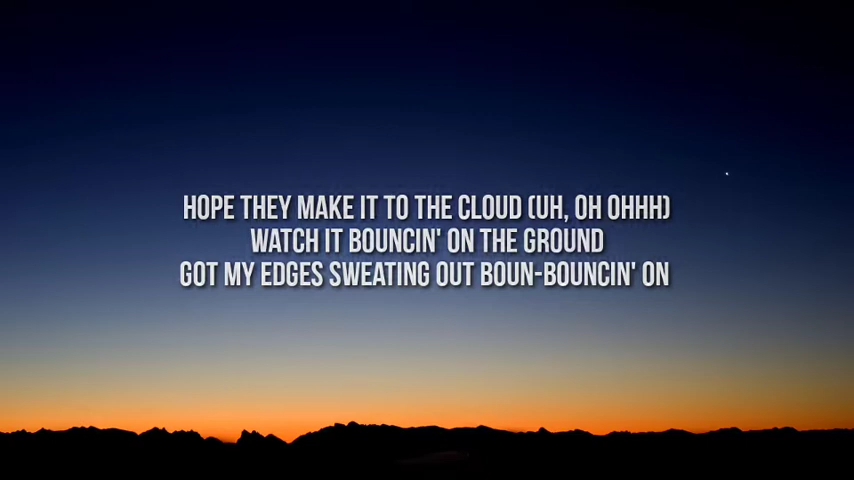 HOPE THEY MAKE IT TO THE CLOUD (UH, OH OHHH)
WATCH IT BOUNCIN' ON THE GROUND
GOT MY EDGES SWEATING OUT BOUN-BOUNCIN' ON